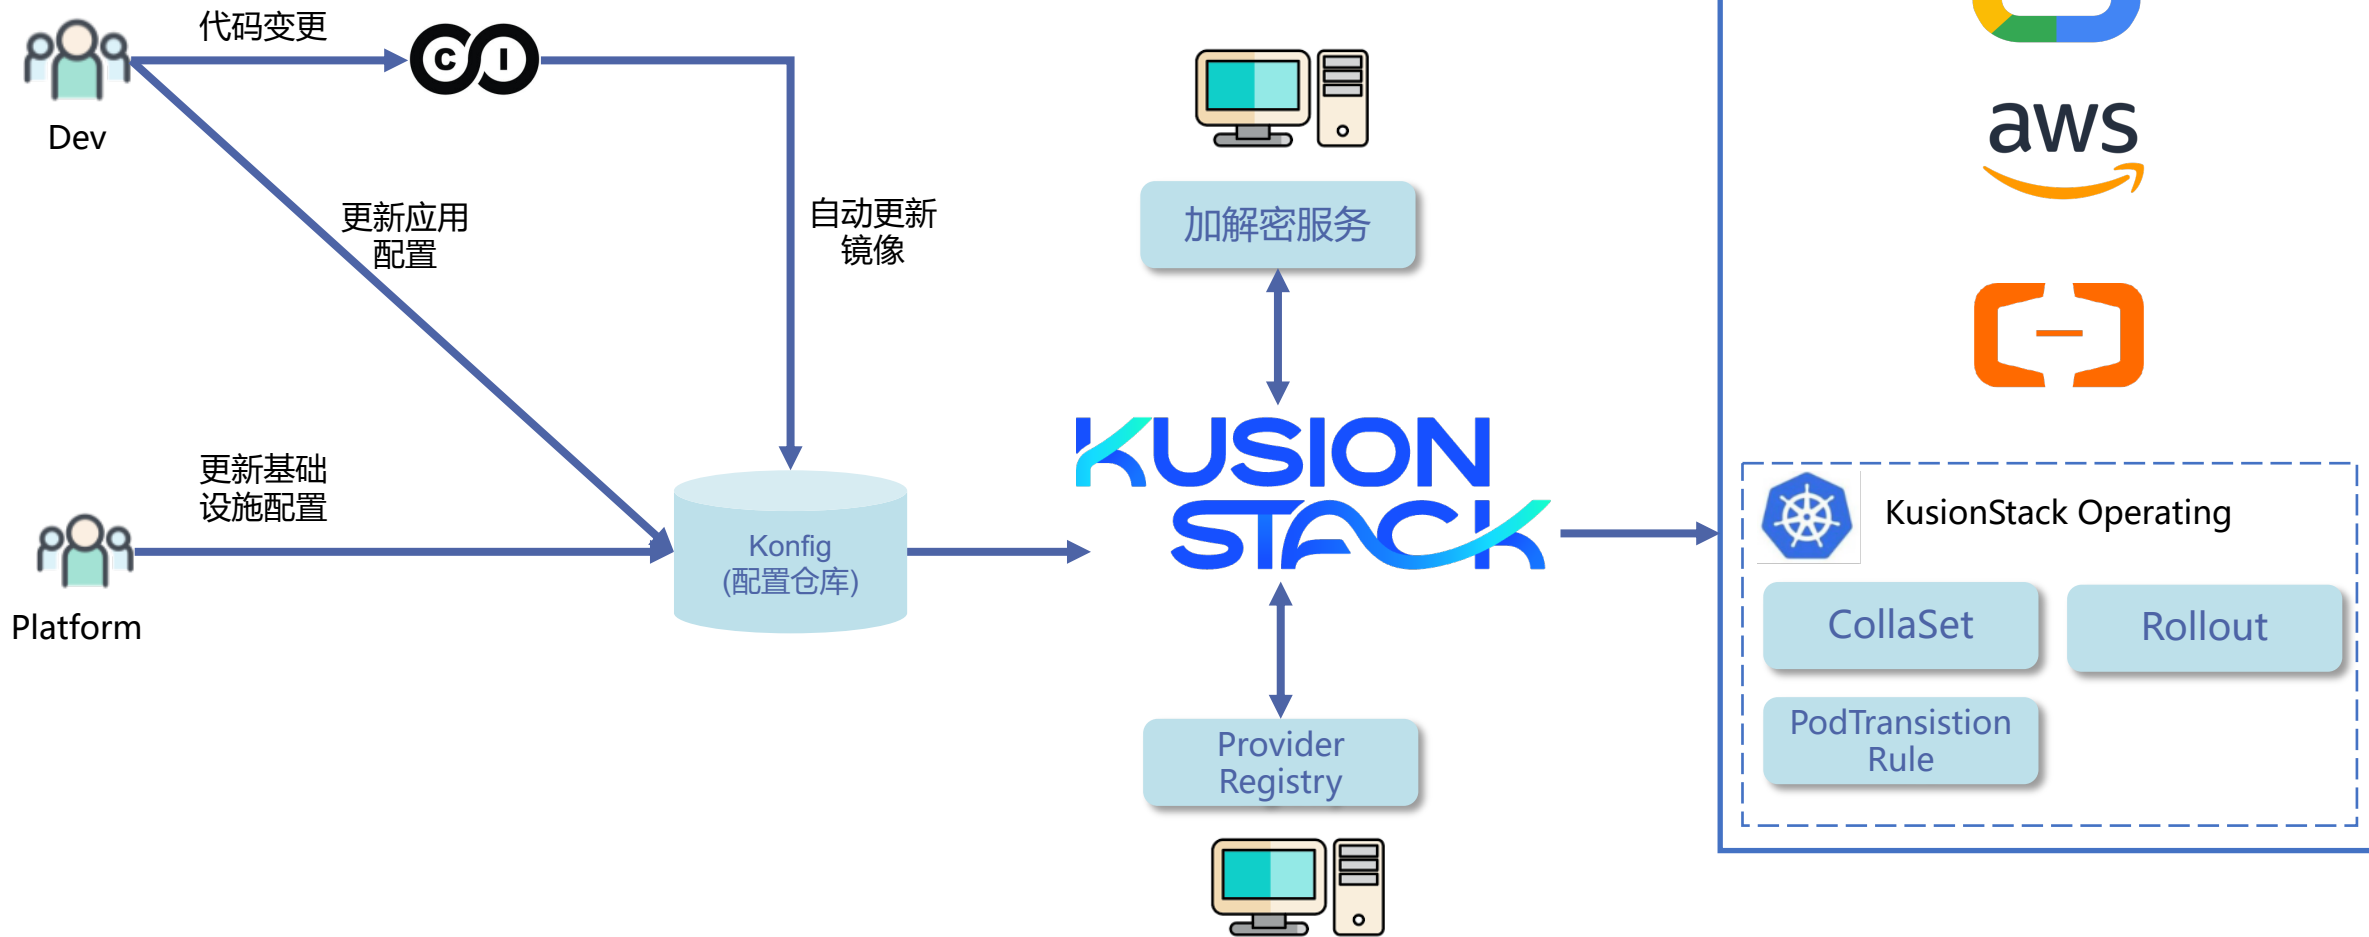 代码变更
CI
Dev
更新应用
配置
自动更新
镜像
更新基础
设施配置
Platform
Konfig
(配置仓库)
加解密服务
KUSION
STACK
Provider
Registry
aws
KusionStack Operating
CollaSet
Rollout
PodTransistion
Rule